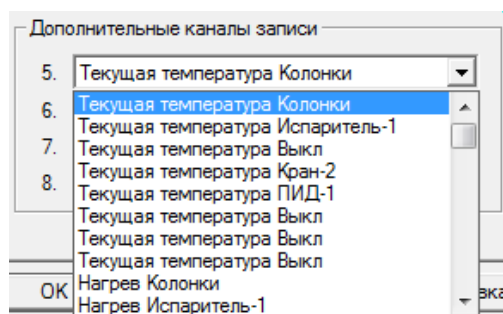 Дополнительные каналы записи
5. Текущая температура Колонки
6. Текущая температура Колонки
Текущая температура Испаритель-1
7. Текущая температура Выкл
Текущая температура Кран-2
8. Текущая температура ПИД-1
Текущая температура Выкл
Текущая температура Выкл
Текущая температура Выкл
Нагрев Колонки
OK Нагрев Испаритель-1